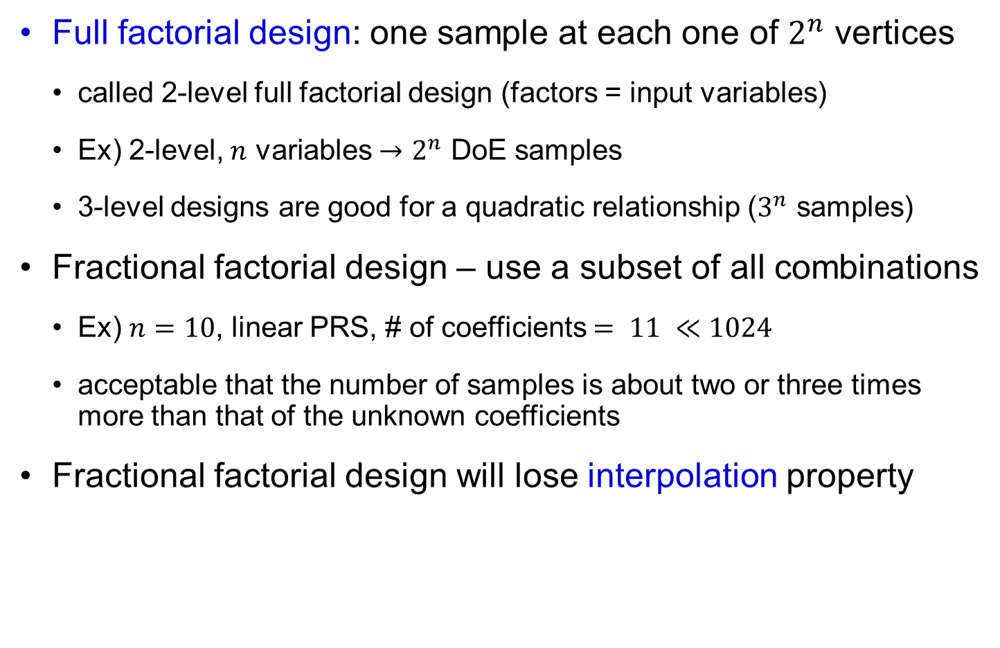 • Full factorial design: one sample at each one of 2ⁿ vertices
• called 2-level full factorial design (factors = input variables)
• Ex) 2-level, n variables → 2ⁿ DoE samples
• 3-level designs are good for a quadratic relationship (3ⁿ samples)
• Fractional factorial design – use a subset of all combinations
• Ex) n = 10, linear PRS, # of coefficients = 11 ≪ 1024
• acceptable that the number of samples is about two or three times
more than that of the unknown coefficients
• Fractional factorial design will lose interpolation property